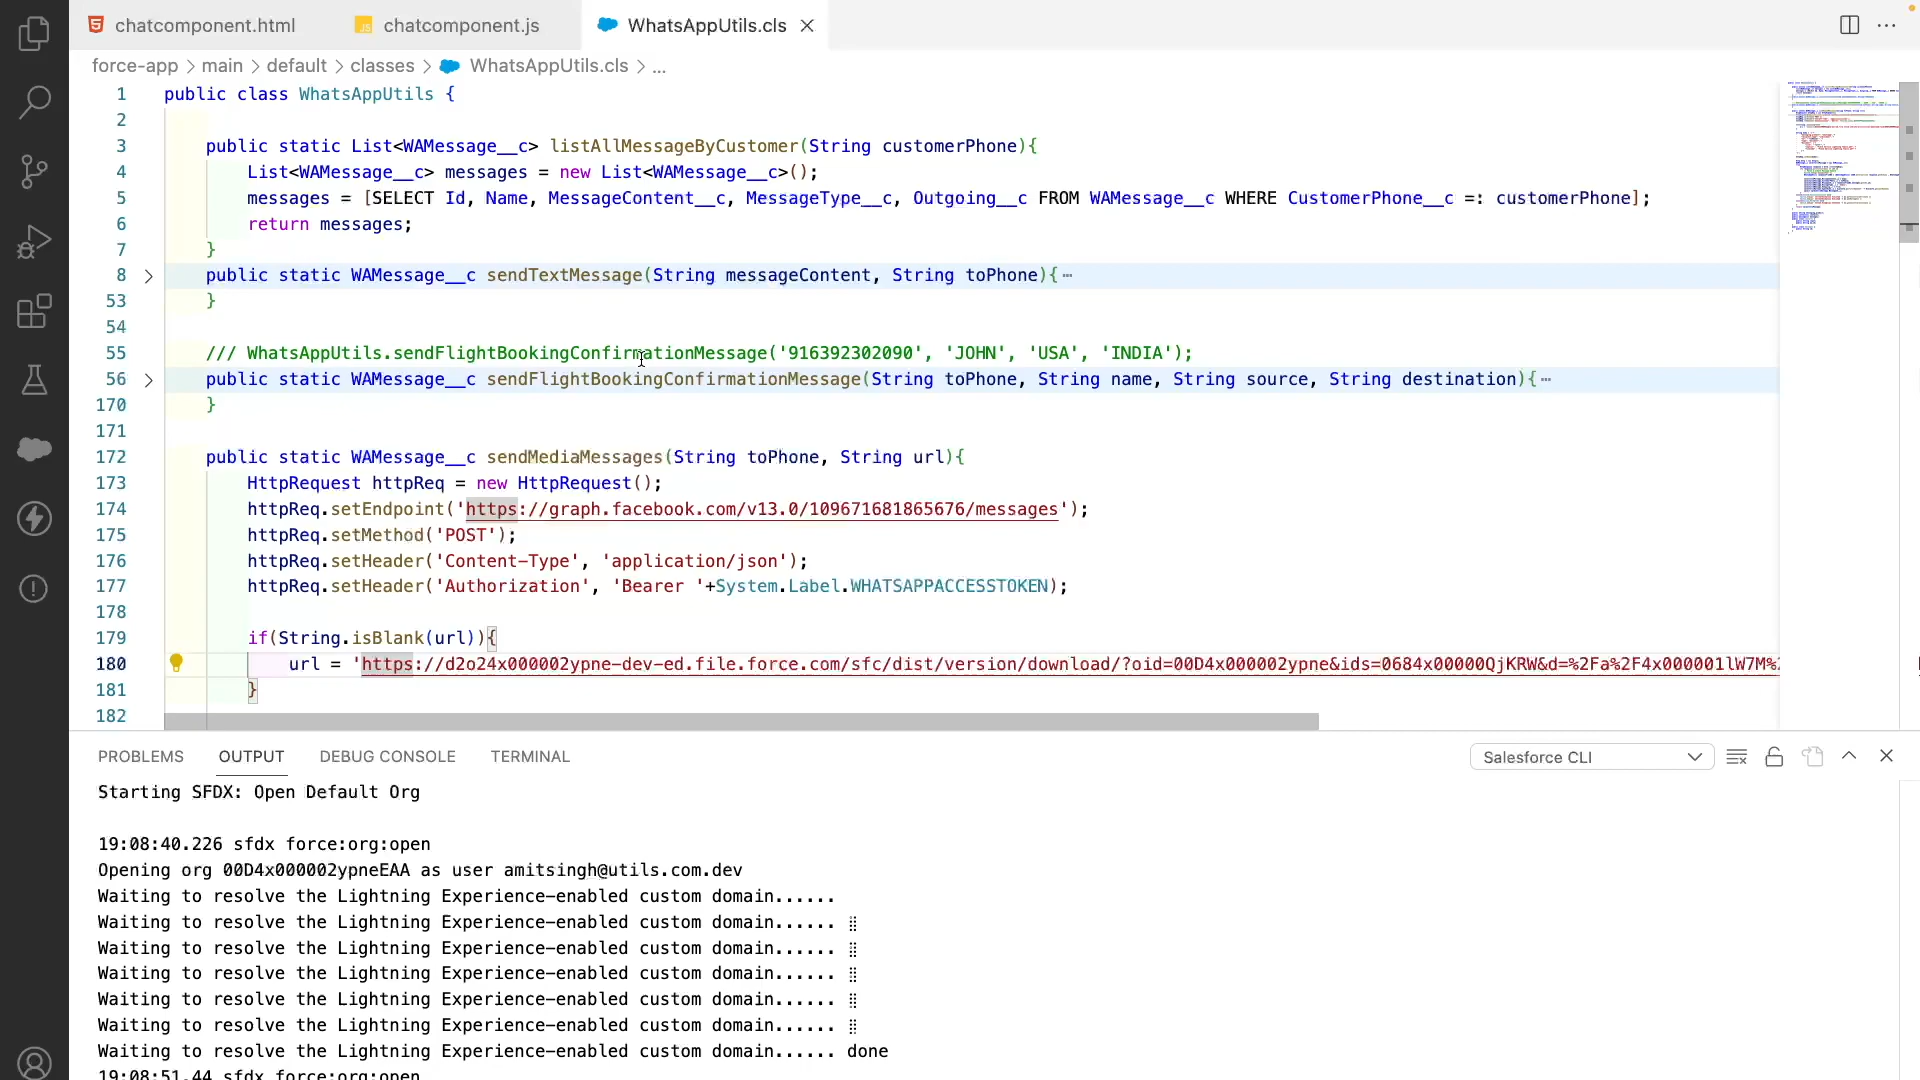 chatcomponent.html
JS chatcomponent.js
WhatsAppUtils.cls
force-app > main > default > classes > WhatsAppUtils.cls > ...
1 public class WhatsAppUtils {
2
3 public static List<WAMessage__c> listAllMessageByCustomer(String customerPhone){
4 List<WAMessage__c> messages = new List<WAMessage__c>();
5 messages = [SELECT Id, Name, MessageContent__c, MessageType__c, Outgoing__c FROM WAMessage__c WHERE CustomerPhone__c =: customerPhone];
6 return messages;
7 }
8 public static WAMessage__c sendTextMessage(String messageContent, String toPhone){
53 }
54
55 /// WhatsAppUtils.sendFlightBookingConfirmationMessage('916392302090', 'JOHN', 'USA', 'INDIA');
56 public static WAMessage__c sendFlightBookingConfirmationMessage(String toPhone, String name, String source, String destination){
170 }
171
172 public static WAMessage__c sendMediaMessages(String toPhone, String url){
173 HttpRequest httpReq = new HttpRequest();
174 httpReq.setEndpoint('https://graph.facebook.com/v13.0/109671681865676/messages');
175 httpReq.setMethod('POST');
176 httpReq.setHeader('Content-Type', 'application/json');
177 httpReq.setHeader('Authorization', 'Bearer '+System.Label.WHATSAPPACCESSTOKEN);
178
179 if(String.isBlank(url)){
180 url = 'https://d2o24x000002ypne-dev-ed.file.force.com/sfc/dist/version/download/?oid=00D4x000002ypne&ids=0684x00000QjKRW&d=%2Fa%2F4x000001lW7M%
181 }
182
PROBLEMS OUTPUT DEBUG CONSOLE TERMINAL Salesforce CLI
Starting SFDX: Open Default Org
19:08:40.226 sfdx force:org:open
Opening org 00D4x000002ypneEAA as user amitsingh@utils.com.dev
Waiting to resolve the Lightning Experience-enabled custom domain......
Waiting to resolve the Lightning Experience-enabled custom domain...... ⣾
Waiting to resolve the Lightning Experience-enabled custom domain...... ⣾
Waiting to resolve the Lightning Experience-enabled custom domain...... ⣾
Waiting to resolve the Lightning Experience-enabled custom domain...... ⣾
Waiting to resolve the Lightning Experience-enabled custom domain...... ⣾
Waiting to resolve the Lightning Experience-enabled custom domain...... done
19:08:51.44 sfdx force:org:open